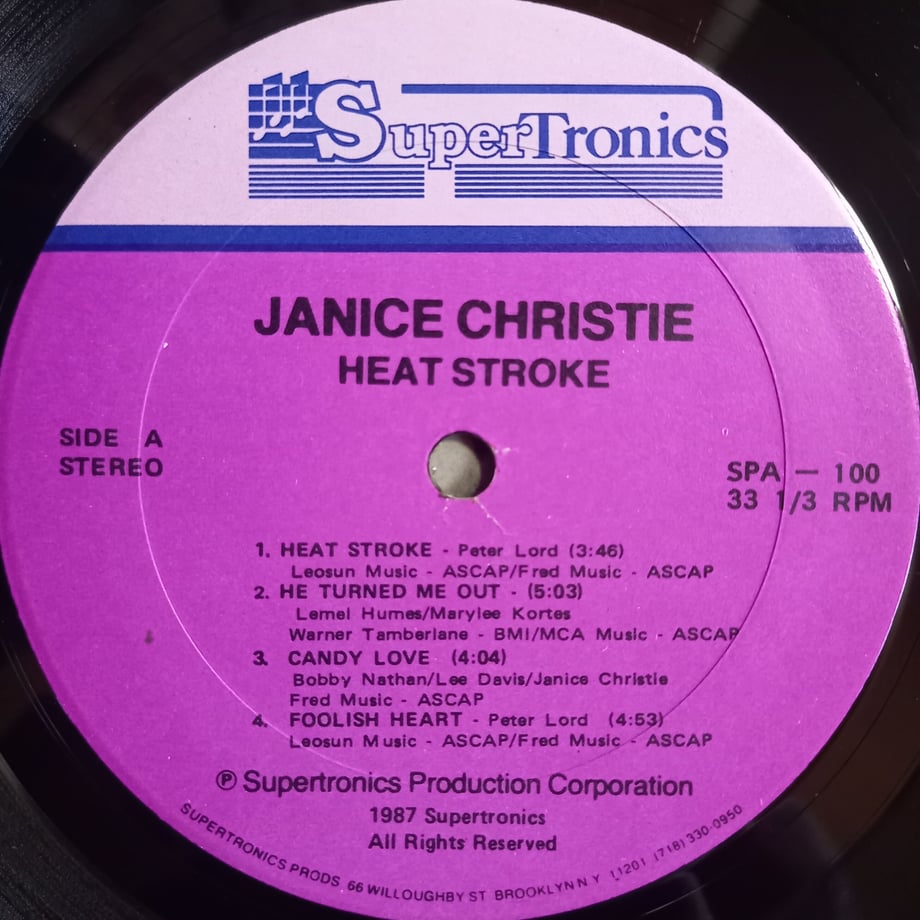 SuperTronics
JANICE CHRISTIE
HEAT STROKE
SIDE A
STEREO
SPA — 100
33 1/3 RPM
1. HEAT STROKE - Peter Lord (3:46)
Leosun Music - ASCAP/Fred Music - ASCAP
2. HE TURNED ME OUT - (5:03)
Lemel Humes/Marylee Kortes
Warner Tamberlane - BMI/MCA Music - ASCAP
3. CANDY LOVE (4:04)
Bobby Nathan/Lee Davis/Janice Christie
Fred Music - ASCAP
4. FOOLISH HEART - Peter Lord (4:53)
Leosun Music - ASCAP/Fred Music - ASCAP
Ⓟ Supertronics Production Corporation
1987 Supertronics
All Rights Reserved
SUPERTRONICS PRODS. 66 WILLOUGHBY ST BROOKLYN N Y 11201 (718) 330-0950